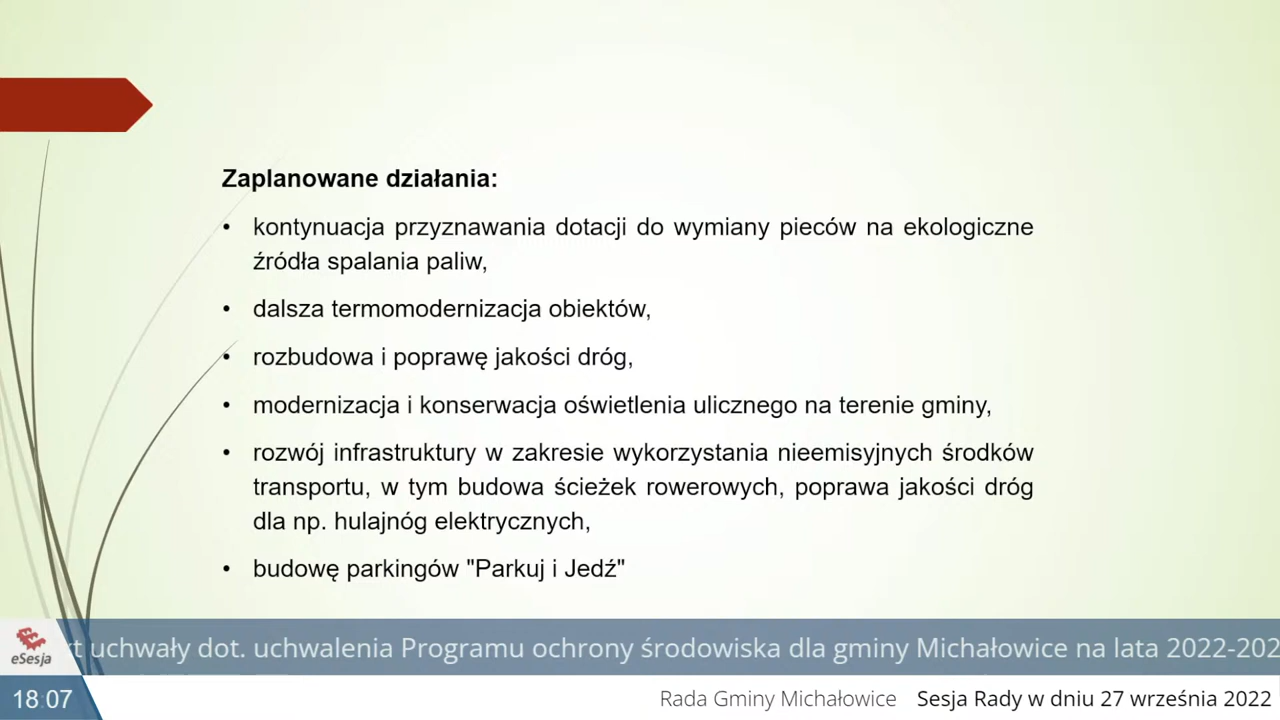 Zaplanowane działania:
• kontynuacja przyznawania dotacji do wymiany pieców na ekologiczne
źródła spalania paliw,
• dalsza termomodernizacja obiektów,
• rozbudowa i poprawę jakości dróg,
• modernizacja i konserwacja oświetlenia ulicznego na terenie gminy,
• rozwój infrastruktury w zakresie wykorzystania nieemisyjnych środków
transportu, w tym budowa ścieżek rowerowych, poprawa jakości dróg
dla np. hulajnóg elektrycznych,
• budowę parkingów "Parkuj i Jedź"
uchwały dot. uchwalenia Programu ochrony środowiska dla gminy Michałowice na lata 2022-202
eSesja
18:07
Rada Gminy Michałowice Sesja Rady w dniu 27 września 2022